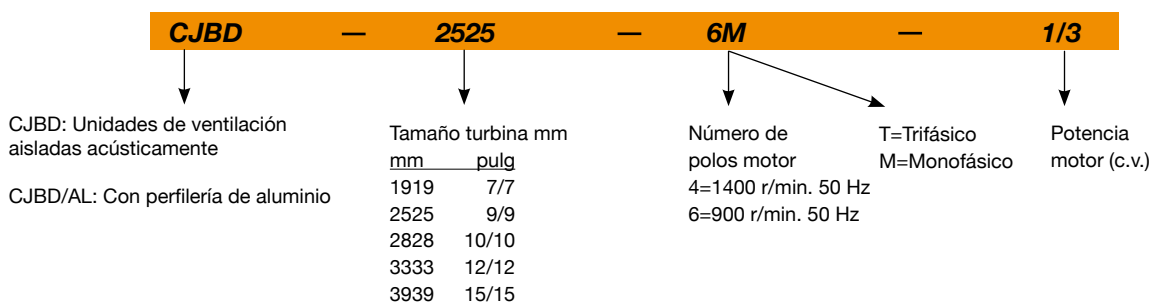 CJBD — 2525 — 6M — 1/3
CJBD: Unidades de ventilación
aisladas acústicamente
CJBD/AL: Con perfilería de aluminio
Tamaño turbina mm
mm pulg
1919 7/7
2525 9/9
2828 10/10
3333 12/12
3939 15/15
Número de
polos motor
4=1400 r/min. 50 Hz
6=900 r/min. 50 Hz
T=Trifásico
M=Monofásico
Potencia
motor (c.v.)